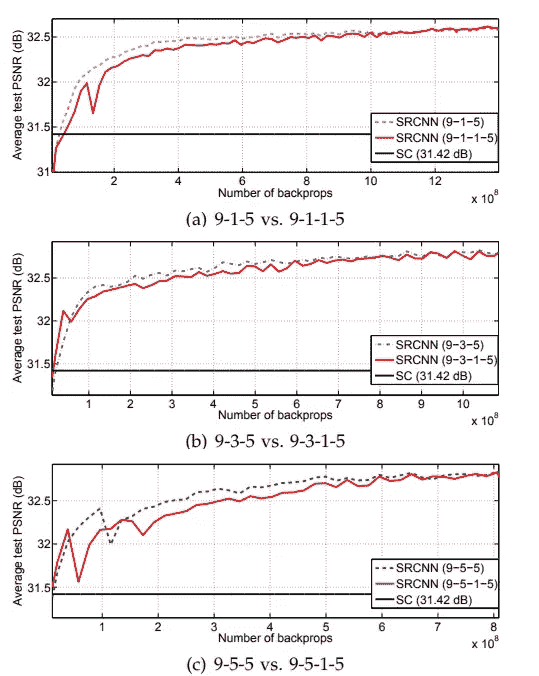 Average test PSNR (dB)
32.5
32
31.5
31
2
4
6
8
10
12
Number of backprops
x 10^8
SRCNN (9−1−5)
SRCNN (9−1−1−5)
SC (31.42 dB)
(a) 9-1-5 vs. 9-1-1-5
Average test PSNR (dB)
32.5
32
31.5
1
2
3
4
5
6
7
8
9
10
Number of backprops
x 10^8
SRCNN (9−3−5)
SRCNN (9−3−1−5)
SC (31.42 dB)
(b) 9-3-5 vs. 9-3-1-5
Average test PSNR (dB)
32.5
32
31.5
1
2
3
4
5
6
7
8
Number of backprops
x 10^8
SRCNN (9−5−5)
SRCNN (9−5−1−5)
SC (31.42 dB)
(c) 9-5-5 vs. 9-5-1-5